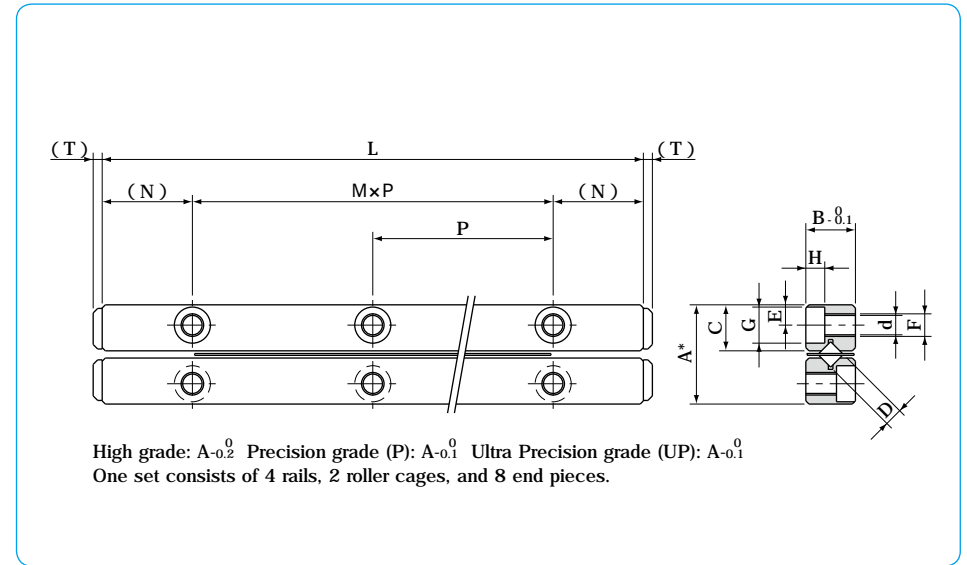 (T) L (T)
(N) M×P (N)
P
B-0.1 0
H
A* C G E d F
D
High grade: A-0.2 0 Precision grade (P): A-0.1 0 Ultra Precision grade (UP): A-0.1 0
One set consists of 4 rails, 2 roller cages, and 8 end pieces.